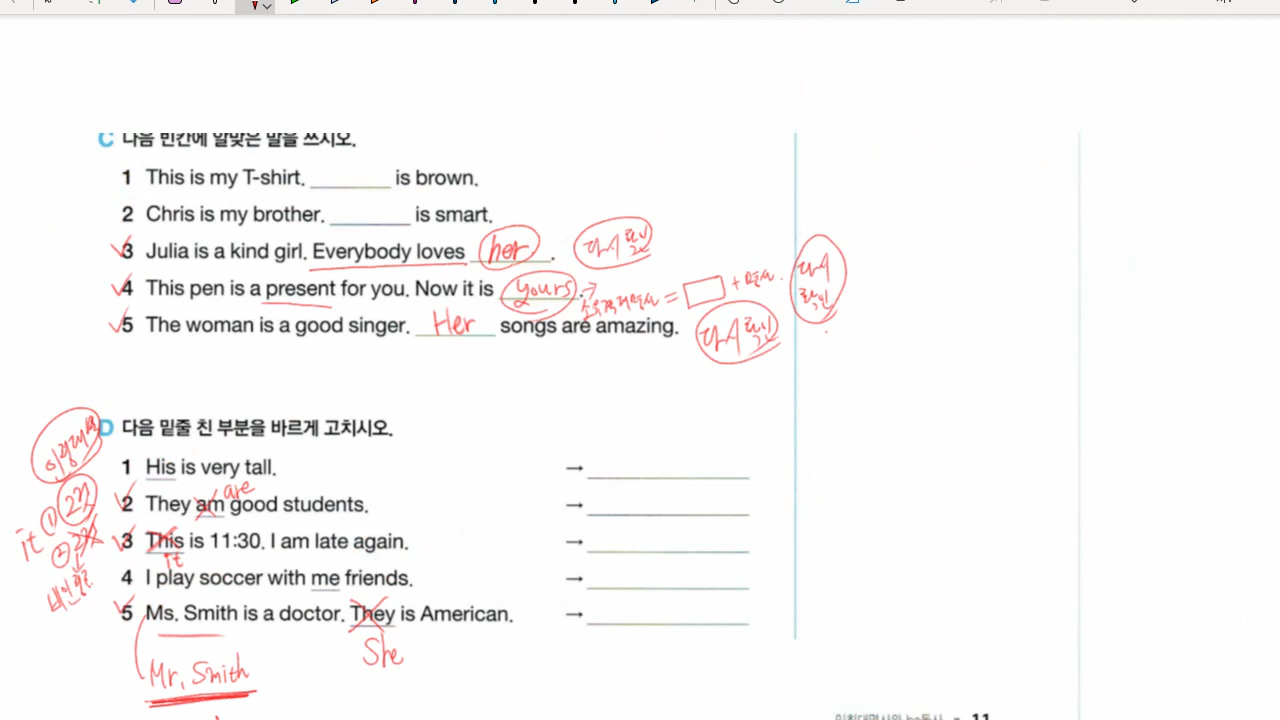 C 다음 빈칸에 알맞은 말을 쓰시오.
1 This is my T-shirt. ________ is brown.
2 Chris is my brother. ________ is smart.
3 Julia is a kind girl. Everybody loves her. 다시 확인
4 This pen is a present for you. Now it is yours. → 소유격+명사 다시 확인
5 The woman is a good singer. Her songs are amazing. 다시 확인
D 다음 밑줄 친 부분을 바르게 고치시오.
1 His is very tall. →
2 They am are good students. →
3 This it is 11:30. I am late again. →
it ① 그것 ②
4 I play soccer with me friends. →
5 Ms. Smith is a doctor. They is American. →
She
Mr. Smith
11